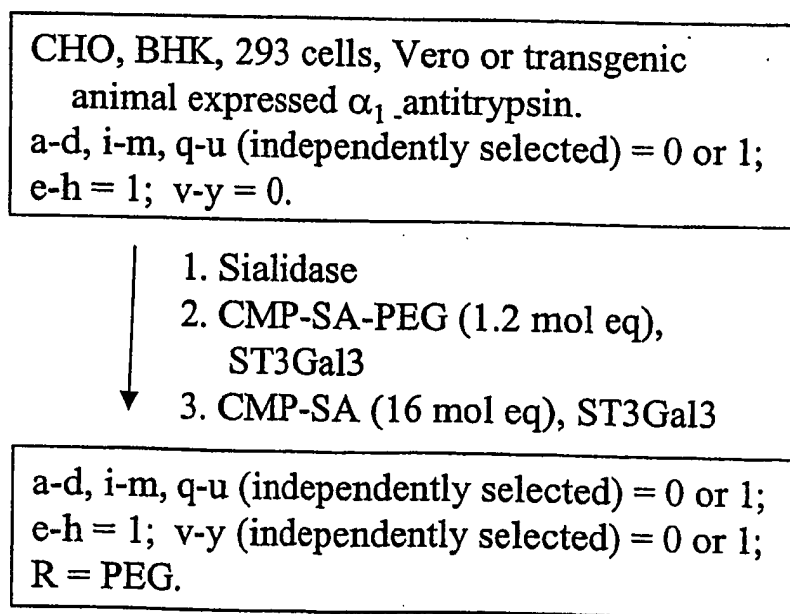 CHO, BHK, 293 cells, Vero or transgenic
animal expressed α₁ antitrypsin.
a-d, i-m, q-u (independently selected) = 0 or 1;
e-h = 1; v-y = 0.
1. Sialidase
2. CMP-SA-PEG (1.2 mol eq),
ST3Gal3
3. CMP-SA (16 mol eq), ST3Gal3
a-d, i-m, q-u (independently selected) = 0 or 1;
e-h = 1; v-y (independently selected) = 0 or 1;
R = PEG.